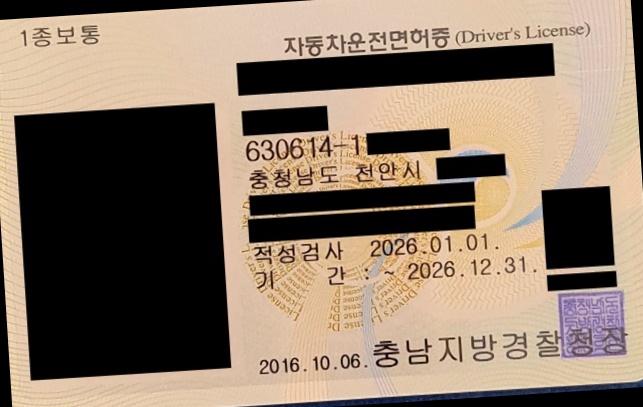 1종보통
자동차운전면허증 (Driver's License)
630614-1
충청남도 천안시
적성검사 2026.01.01.
기 간 : ~ 2026.12.31.
2016.10.06. 충남지방경찰청장